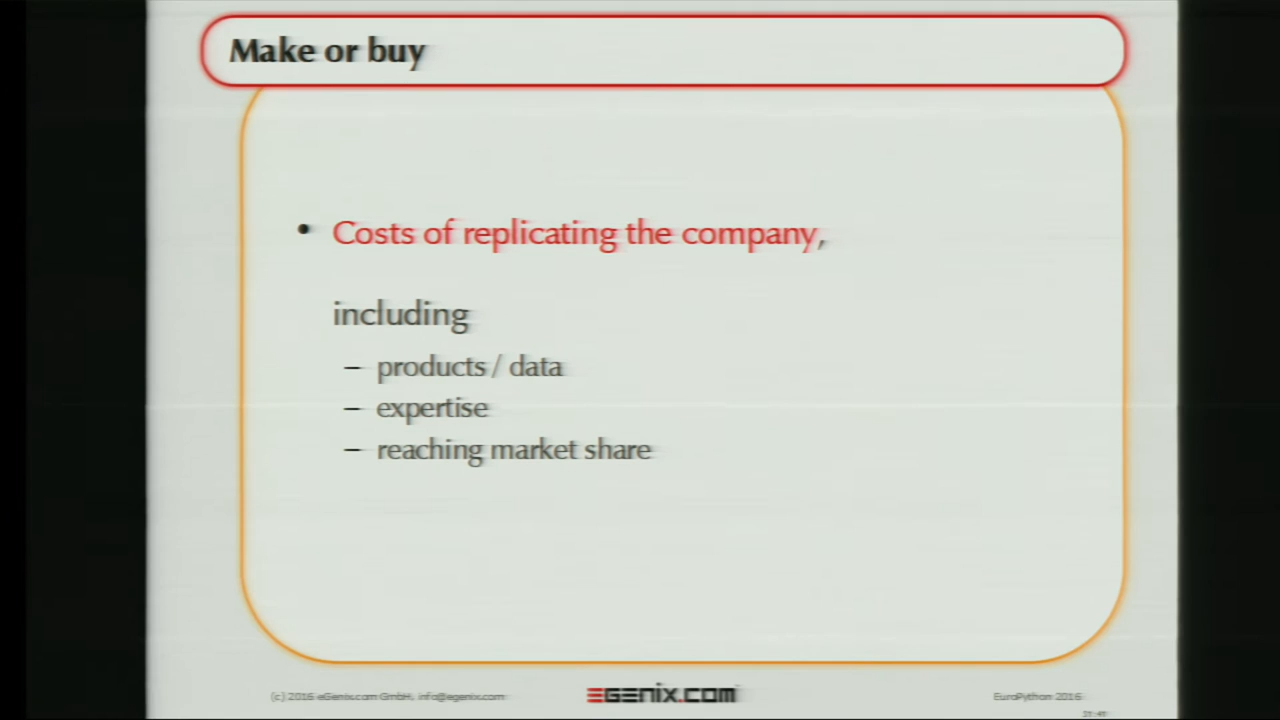 Make or buy
• Costs of replicating the company,
including
– products / data
– expertise
– reaching market share
(c) 2016 eGenix.com GmbH, info@egenix.com
EGENIX.COM
EuroPython 2016